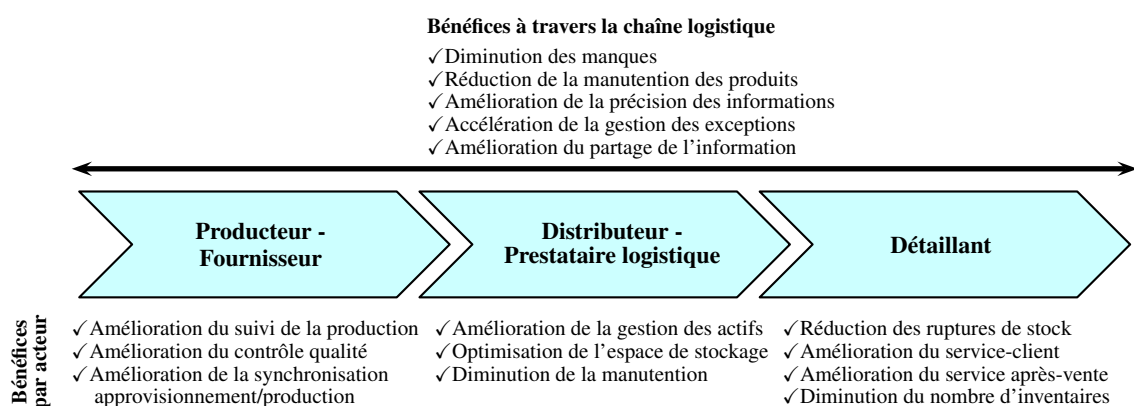 Bénéfices à travers la chaîne logistique
✓Diminution des manques
✓Réduction de la manutention des produits
✓Amélioration de la précision des informations
✓Accélération de la gestion des exceptions
✓Amélioration du partage de l'information
Producteur -
Fournisseur
Distributeur -
Prestataire logistique
Détaillant
Bénéfices
par acteur
✓Amélioration du suivi de la production
✓Amélioration du contrôle qualité
✓Amélioration de la synchronisation
approvisionnement/production
✓Amélioration de la gestion des actifs
✓Optimisation de l'espace de stockage
✓Diminution de la manutention
✓Réduction des ruptures de stock
✓Amélioration du service-client
✓Amélioration du service après-vente
✓Diminution du nombre d'inventaires